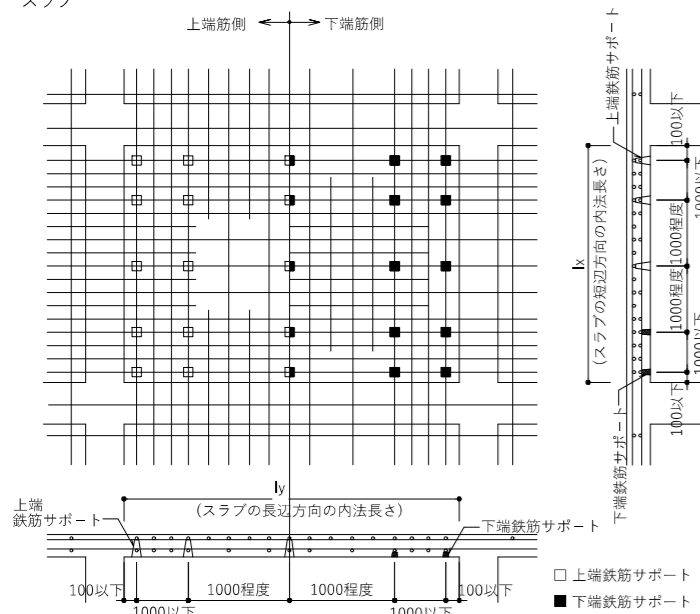 スラブ
上端筋側
下端筋側
上端鉄筋サポート
100以下
1000以下
1000程度
1000程度
1000以下
100以下
lx
(スラブの短辺方向の内法長さ)
下端鉄筋サポート
ly
(スラブの長辺方向の内法長さ)
上端
鉄筋サポート
下端鉄筋サポート
100以下
1000以下
1000程度
1000程度
1000以下
100以下
□ 上端鉄筋サポート
■ 下端鉄筋サポート